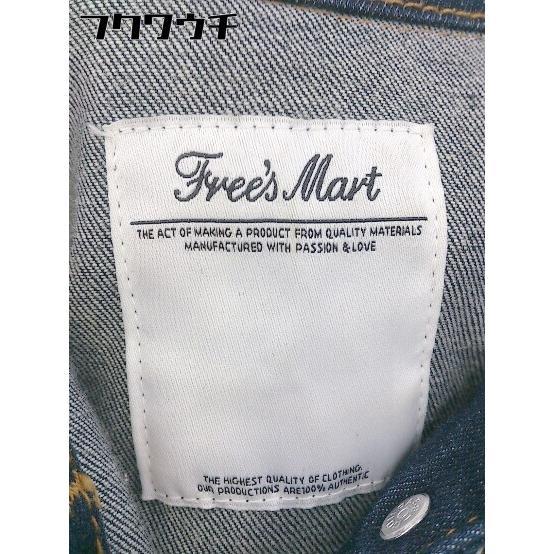 フクウウチ
Free's Mart
THE ACT OF MAKING A PRODUCT FROM QUALITY MATERIALS
MANUFACTURED WITH PASSION & LOVE
THE HIGHEST QUALITY OF CLOTHING.
OUR PRODUCTIONS ARE100% AUTHENTIC